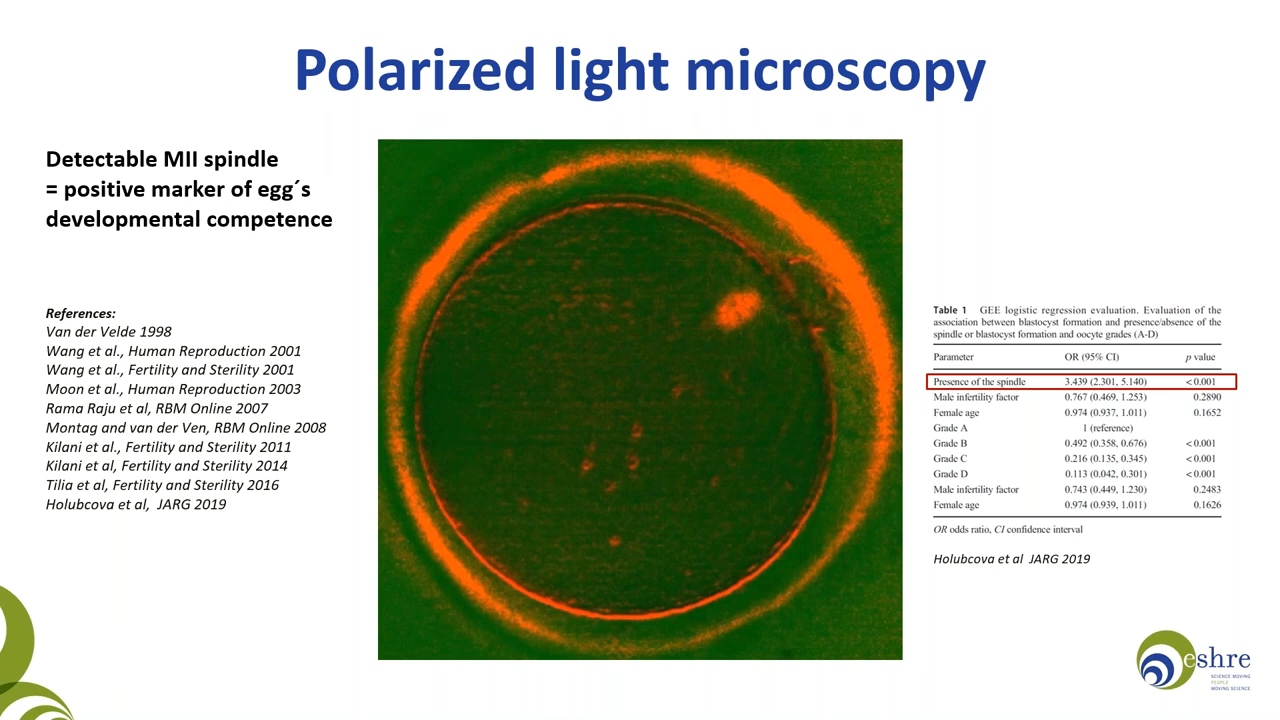 Polarized light microscopy
Detectable MII spindle
= positive marker of egg´s
developmental competence
References:
Van der Velde 1998
Wang et al., Human Reproduction 2001
Wang et al., Fertility and Sterility 2001
Moon et al., Human Reproduction 2003
Rama Raju et al, RBM Online 2007
Montag and van der Ven, RBM Online 2008
Kilani et al., Fertility and Sterility 2011
Kilani et al, Fertility and Sterility 2014
Tilia et al, Fertility and Sterility 2016
Holubcova et al,  JARG 2019
Table 1 GEE logistic regression evaluation. Evaluation of the
association between blastocyst formation and presence/absence of the
spindle or blastocyst formation and oocyte grades (A-D)
Parameter OR (95% CI) p value
Presence of the spindle 3.439 (2.301, 5.140) <0.001
Male infertility factor 0.767 (0.469, 1.253) 0.2890
Female age 0.974 (0.937, 1.011) 0.1652
Grade A 1 (reference)
Grade B 0.492 (0.358, 0.676) <0.001
Grade C 0.216 (0.135, 0.345) <0.001
Grade D 0.113 (0.042, 0.301) <0.001
Male infertility factor 0.743 (0.449, 1.230) 0.2483
Female age 0.974 (0.939, 1.011) 0.1626
OR odds ratio, CI confidence interval
Holubcova et al  JARG 2019
eshre
SCIENCE MOVING
PEOPLE
MOVING SCIENCE